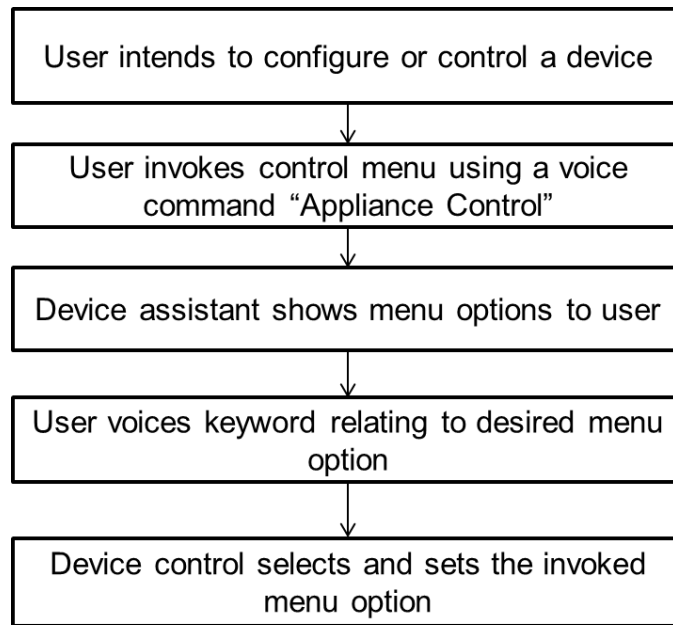 User intends to configure or control a device
User invokes control menu using a voice
command “Appliance Control”
Device assistant shows menu options to user
User voices keyword relating to desired menu
option
Device control selects and sets the invoked
menu option